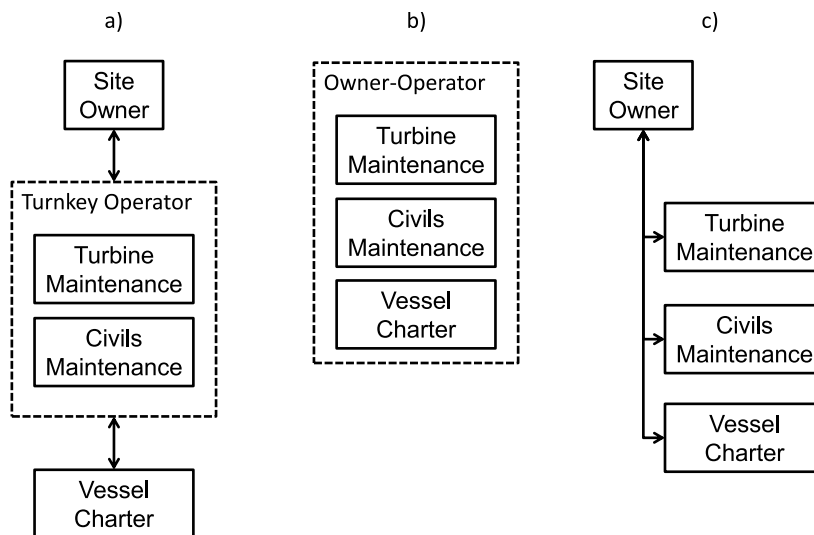 a)
Site
Owner
Turnkey Operator
Turbine
Maintenance
Civils
Maintenance
Vessel
Charter
b)
Owner-Operator
Turbine
Maintenance
Civils
Maintenance
Vessel
Charter
c)
Site
Owner
Turbine
Maintenance
Civils
Maintenance
Vessel
Charter